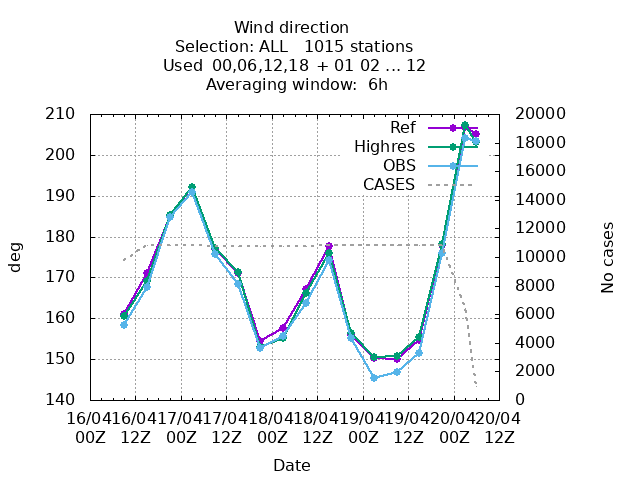 Wind direction
Selection: ALL   1015 stations
Used  00,06,12,18  + 01 02 ... 12
Averaging window:  6h
210
200
190
180
170
160
150
140
20000
18000
16000
14000
12000
10000
8000
6000
4000
2000
0
Ref
Highres
OBS
CASES
deg
No cases
16/04 16/04 17/04 17/04 18/04 18/04 19/04 19/04 20/04 20/04
00Z 12Z 00Z 12Z 00Z 12Z 00Z 12Z 00Z 12Z
Date